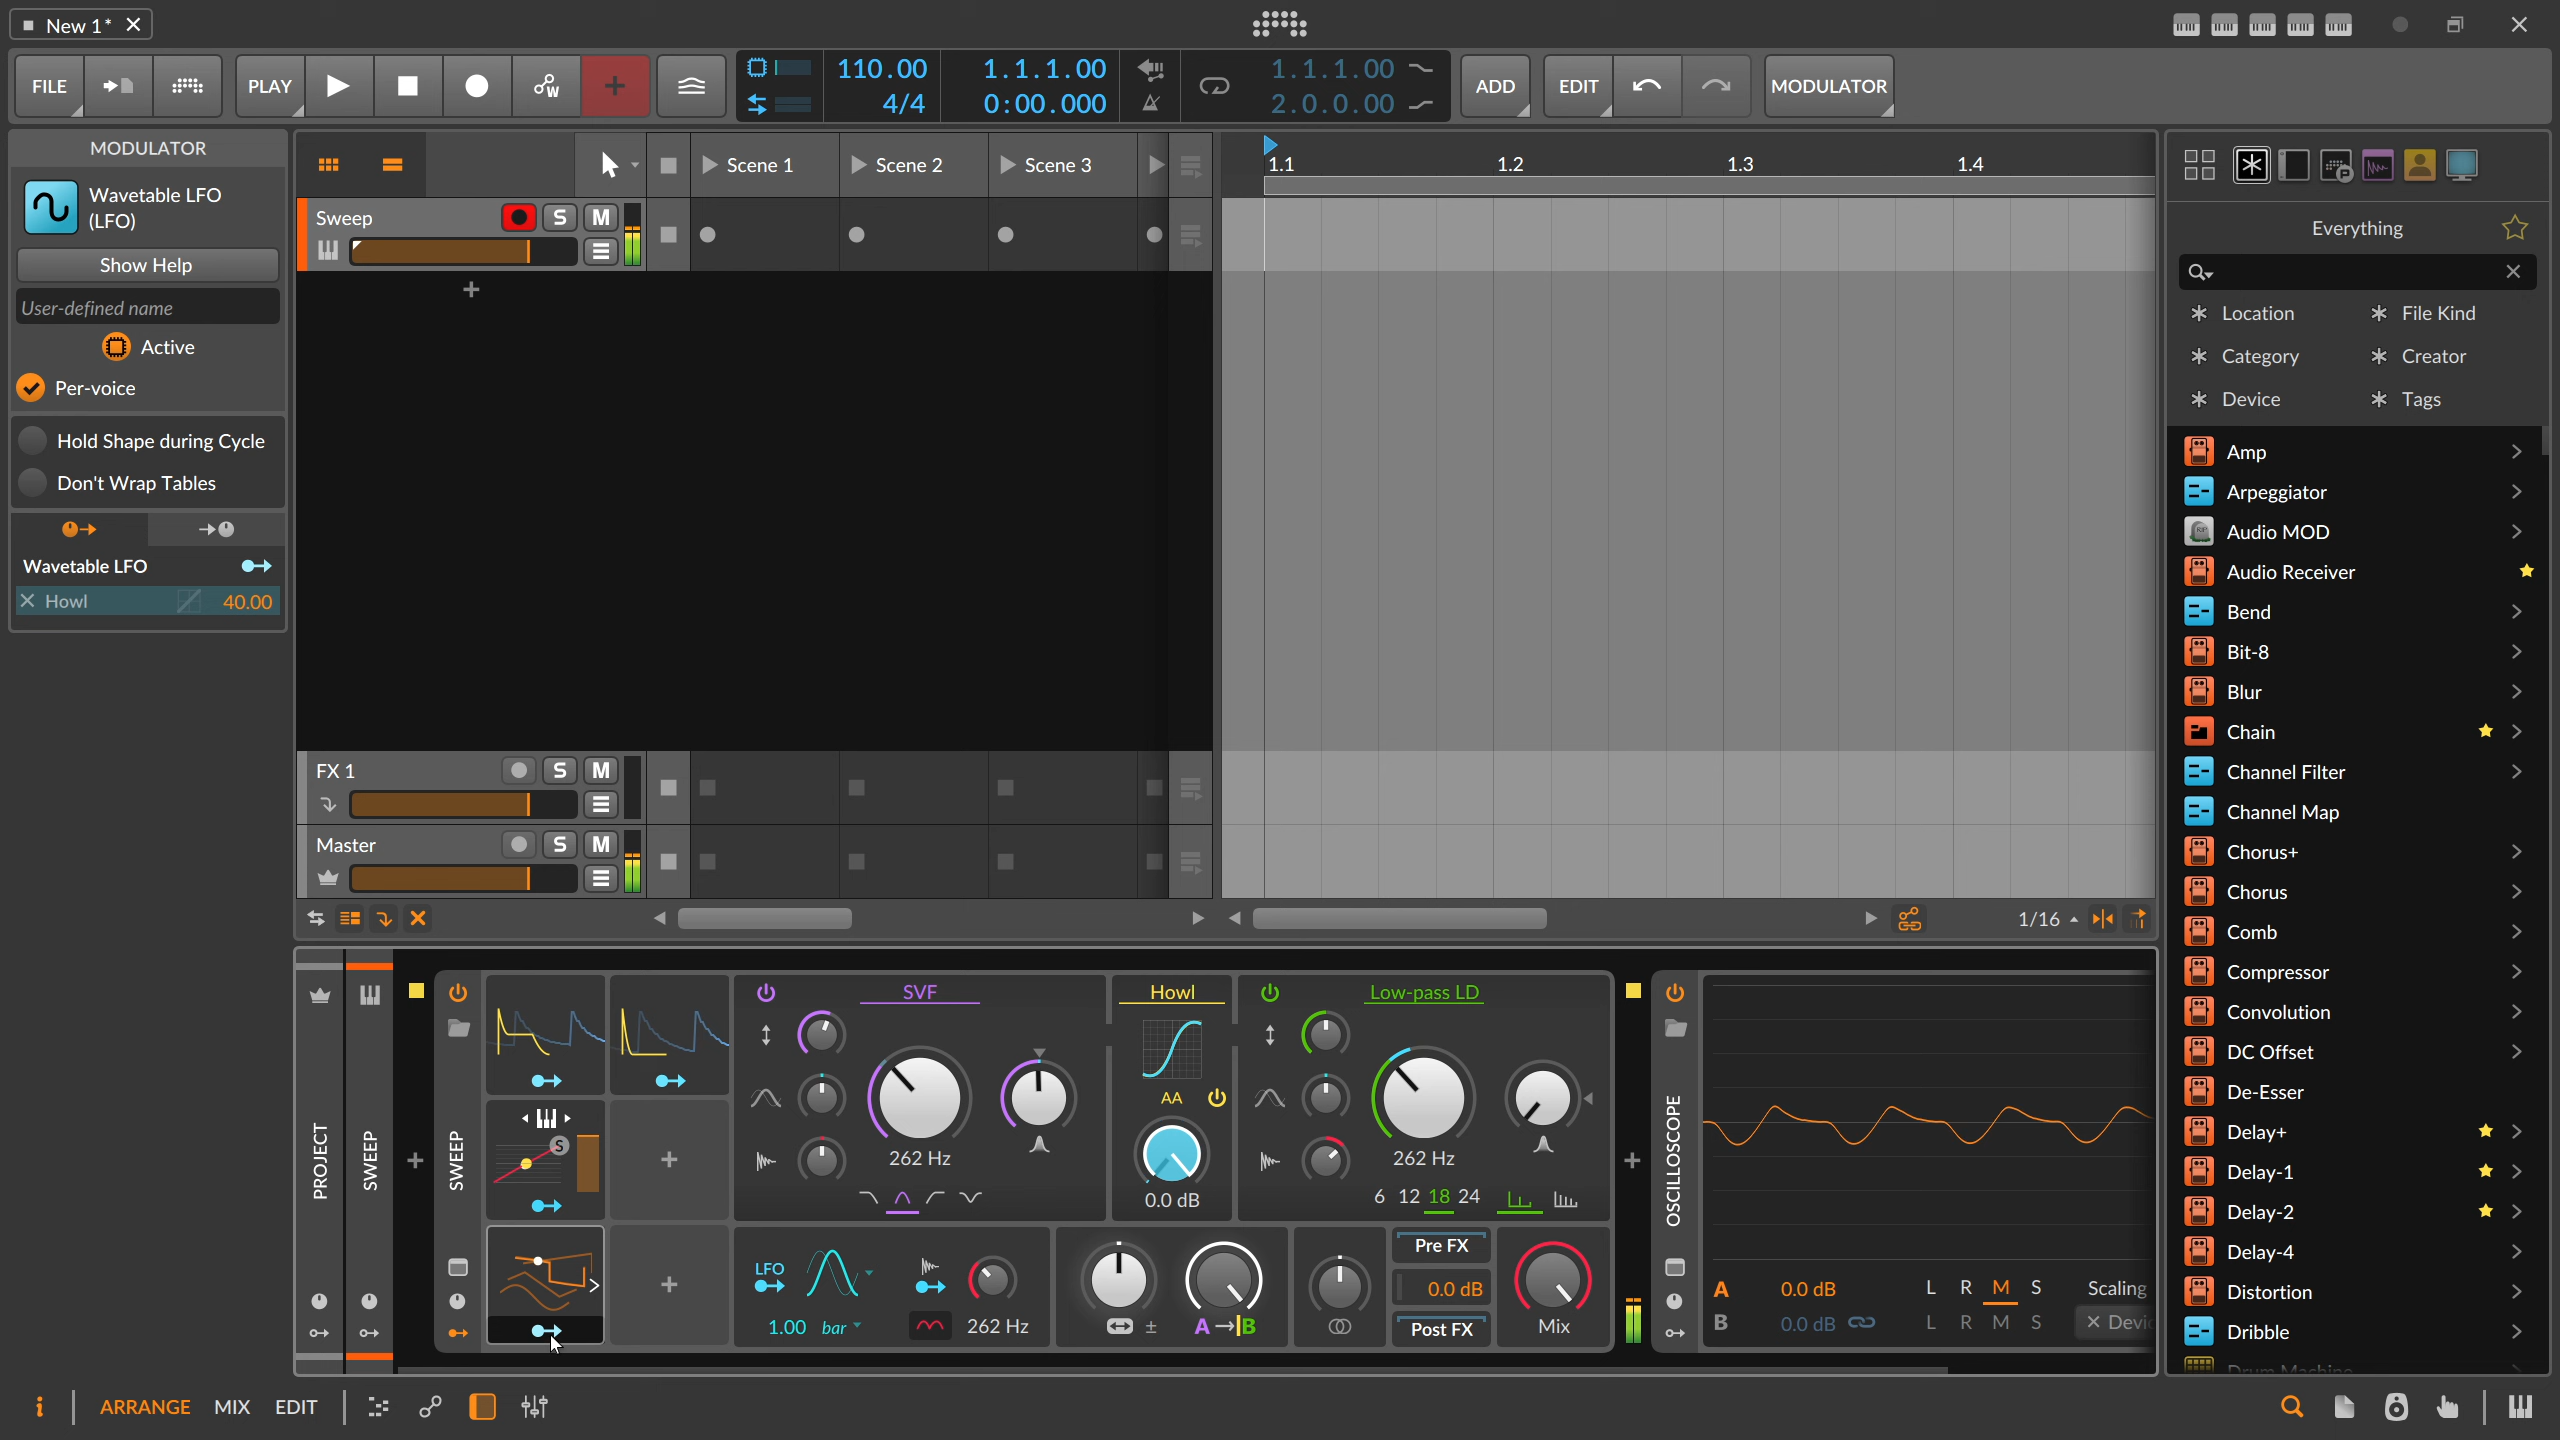 New 1*
FILE
PLAY
110.00
4/4
1.1.1.00
0:00.000
1.1.1.00
2.0.0.00
ADD
EDIT
MODULATOR
MODULATOR
Wavetable LFO
(LFO)
Show Help
User-defined name
Active
Per-voice
Hold Shape during Cycle
Don't Wrap Tables
Wavetable LFO
Howl 40.00
Scene 1
Scene 2
Scene 3
Sweep
S M
FX 1
S M
Master
S M
1.1
1.2
1.3
1.4
1/16
Everything
Location
File Kind
Category
Creator
Device
Tags
Amp
Arpeggiator
Audio MOD
Audio Receiver
Bend
Bit-8
Blur
Chain
Channel Filter
Channel Map
Chorus+
Chorus
Comb
Compressor
Convolution
DC Offset
De-Esser
Delay+
Delay-1
Delay-2
Delay-4
Distortion
Dribble
Drum Machine
PROJECT
SWEEP
SWEEP
S
SVF
262 Hz
Howl
AA
0.0 dB
Low-pass LD
262 Hz
6 12 18 24
LFO
1.00 bar
262 Hz
±
A→B
Pre FX
0.0 dB
Post FX
Mix
OSCILLOSCOPE
A 0.0 dB L R M S Scaling
B 0.0 dB L R M S
i
ARRANGE MIX EDIT